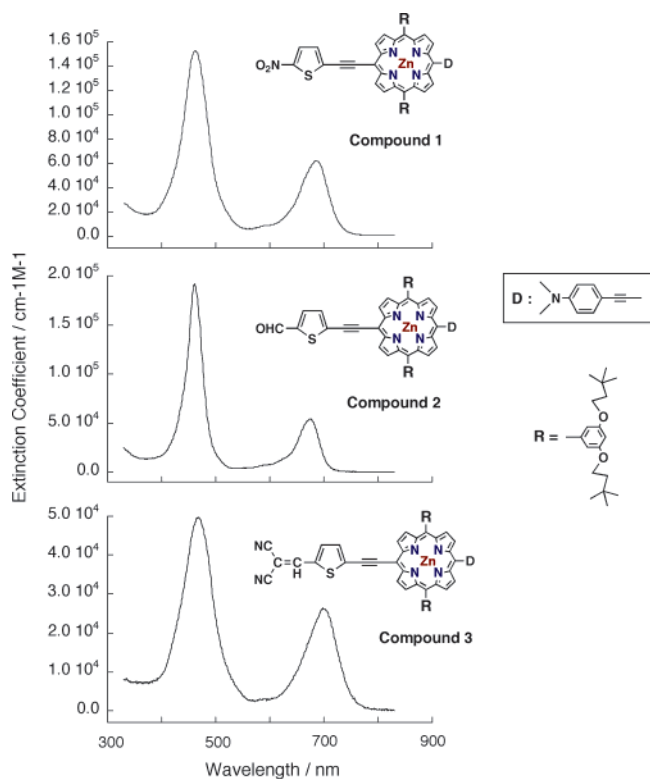 Extinction Coefficient / cm-1M-1
1.6 10⁵
1.4 10⁵
1.2 10⁵
1.0 10⁵
8.0 10⁴
6.0 10⁴
4.0 10⁴
2.0 10⁴
0.0
R
O₂N
S
N
N
Zn
N
N
D
R
Compound 1
2.0 10⁵
1.5 10⁵
1.0 10⁵
5.0 10⁴
0.0
R
OHC
S
N
N
Zn
N
N
D
R
Compound 2
5.0 10⁴
4.0 10⁴
3.0 10⁴
2.0 10⁴
1.0 10⁴
0.0
R
NC
NC
H
S
N
N
Zn
N
N
D
R
Compound 3
300
500
700
900
Wavelength / nm
D :
N
R =
O
O